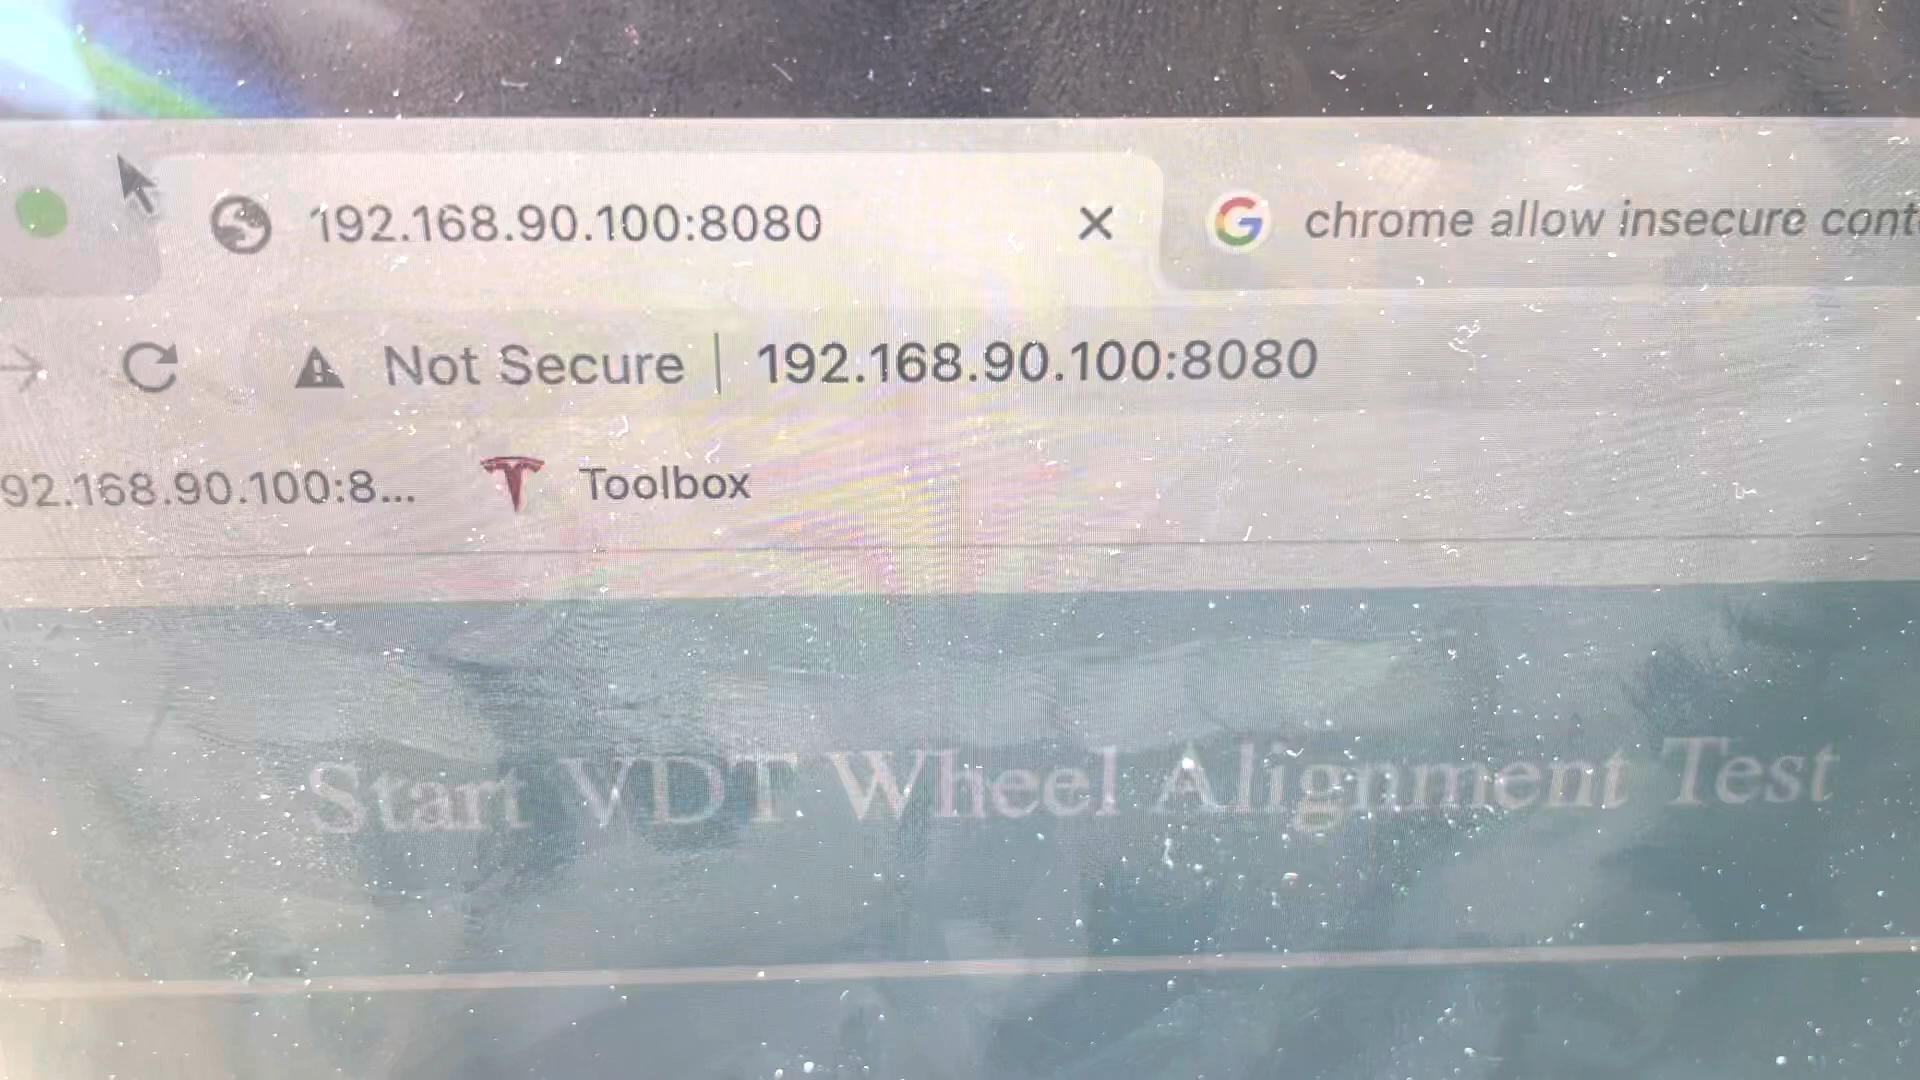 192.168.90.100:8080
chrome allow insecure cont
Not Secure | 192.168.90.100:8080
92.168.90.100:8...
Toolbox
Start VDT Wheel Alignment Test